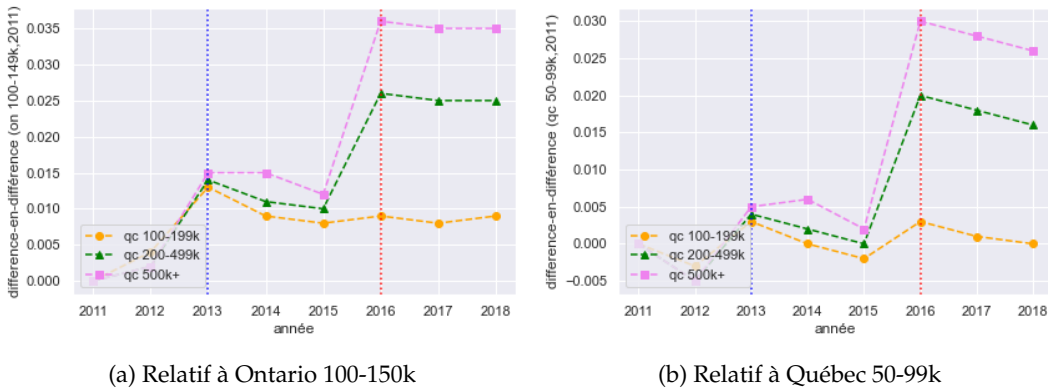 difference-en-différence (on 100-149k,2011)
0.035
0.030
0.025
0.020
0.015
0.010
0.005
0.000
qc 100-199k
qc 200-499k
qc 500k+
2011 2012 2013 2014 2015 2016 2017 2018
année
(a) Relatif à Ontario 100-150k
difference-en-différence (qc 50-99k,2011)
0.030
0.025
0.020
0.015
0.010
0.005
0.000
−0.005
qc 100-199k
qc 200-499k
qc 500k+
2011 2012 2013 2014 2015 2016 2017 2018
année
(b) Relatif à Québec 50-99k